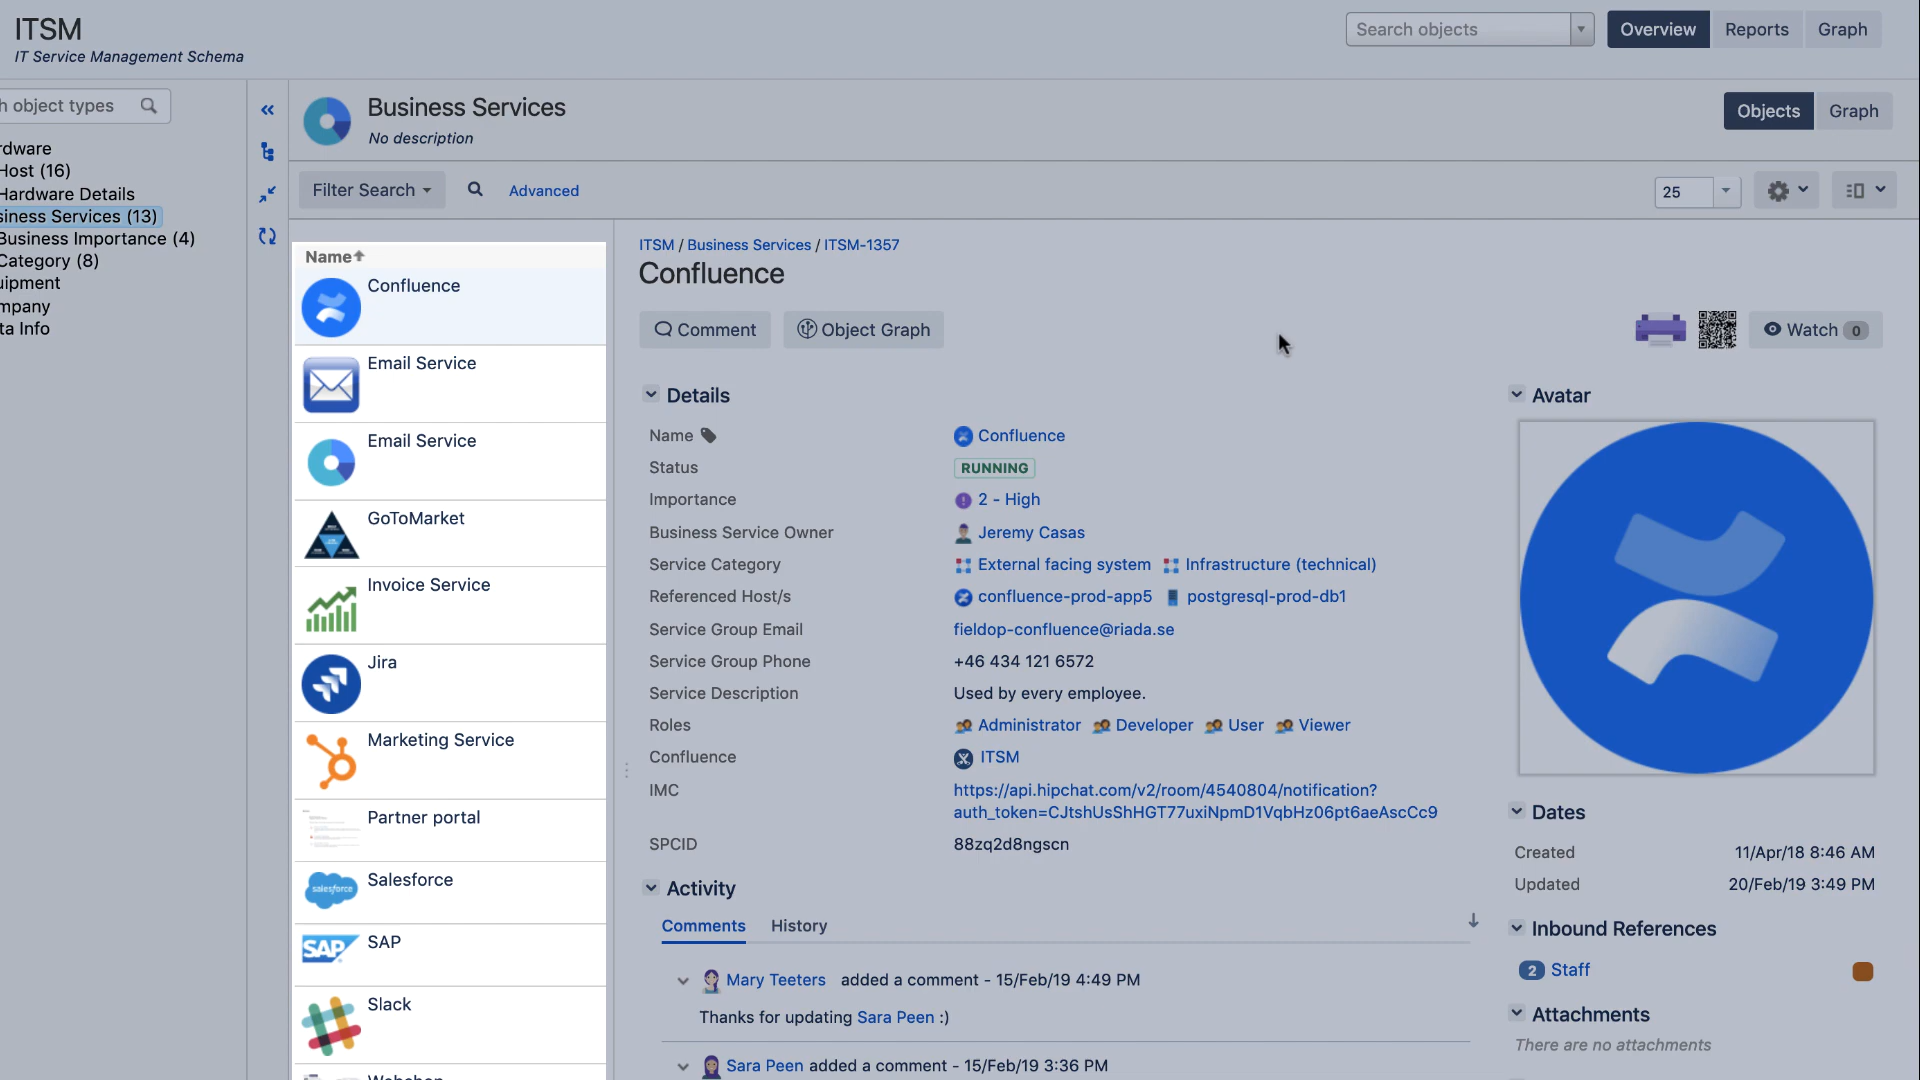 ITSM
IT Service Management Schema
Search objects
Overview
Reports
Graph
h object types
rdware
Host (16)
Hardware Details
siness Services (13)
Business Importance (4)
Category (8)
uipment
mpany
ta Info
Business Services
No description
Objects
Graph
Filter Search
Advanced
25
Name
Confluence
Email Service
Email Service
GoToMarket
Invoice Service
Jira
Marketing Service
Partner portal
salesforce
Salesforce
SAP
SAP
Slack
ITSM / Business Services / ITSM-1357
Confluence
Comment
Object Graph
Watch 0
Details
Name Confluence
Status RUNNING
Importance 2 - High
Business Service Owner Jeremy Casas
Service Category External facing system Infrastructure (technical)
Referenced Host/s confluence-prod-app5 postgresql-prod-db1
Service Group Email fieldop-confluence@riada.se
Service Group Phone +46 434 121 6572
Service Description Used by every employee.
Roles Administrator Developer User Viewer
Confluence ITSM
IMC https://api.hipchat.com/v2/room/4540804/notification?
auth_token=CJtshUsShHGT77uxiNpmD1VqbHz06pt6aeAscCc9
SPCID 88zq2d8ngscn
Activity
Comments
History
Mary Teeters added a comment - 15/Feb/19 4:49 PM
Thanks for updating Sara Peen :)
Sara Peen added a comment - 15/Feb/19 3:36 PM
Avatar
Dates
Created 11/Apr/18 8:46 AM
Updated 20/Feb/19 3:49 PM
Inbound References
2 Staff
Attachments
There are no attachments